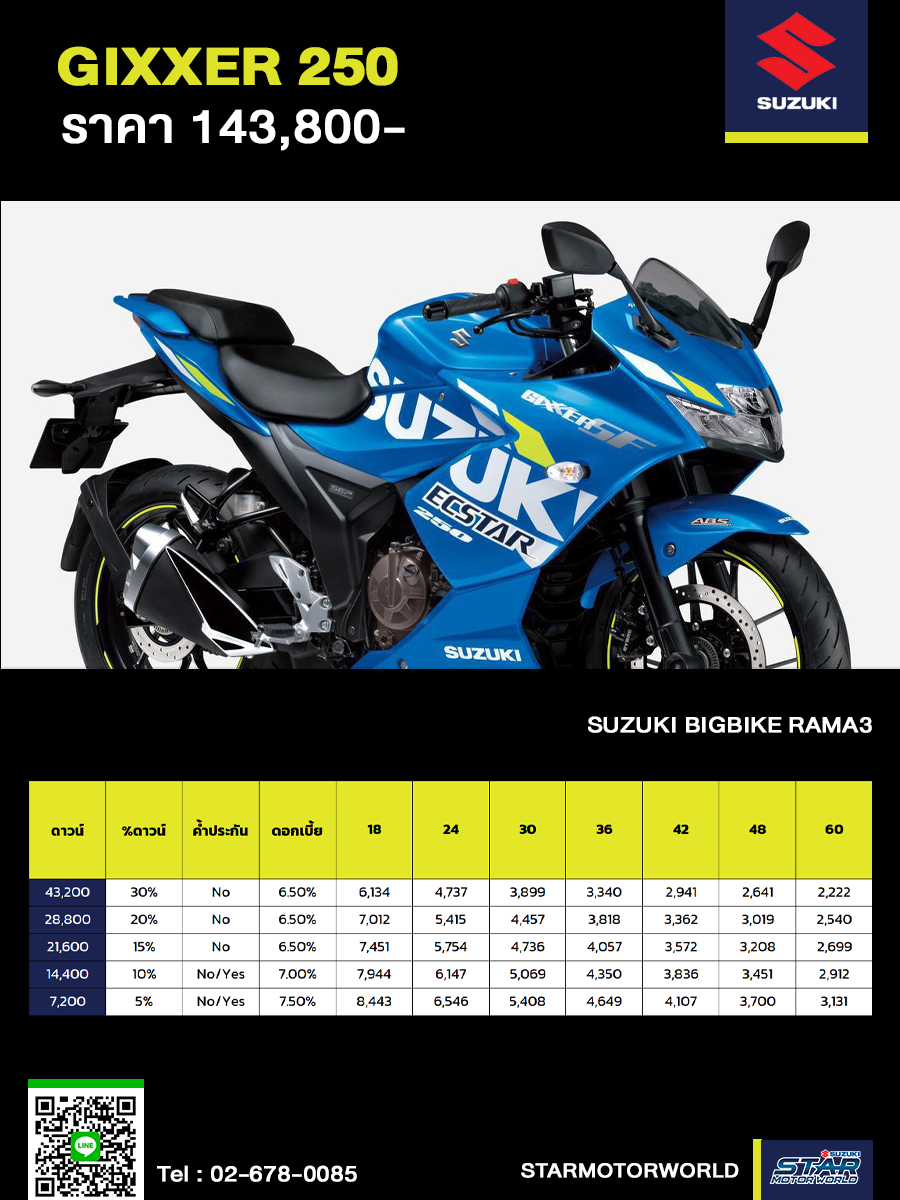 GIXXER 250
ราคา 143,800-
SUZUKI
SUZUKI
GIXXER SF
SEP
ECSTAR
250
ABS
SUZUKI
SUZUKI
SUZUKI BIGBIKE RAMA3
ดาวน์ %ดาวน์ ค้ำประกัน ดอกเบี้ย 18 24 30 36 42 48 60
43,200 30% No 6.50% 6,134 4,737 3,899 3,340 2,941 2,641 2,222
28,800 20% No 6.50% 7,012 5,415 4,457 3,818 3,362 3,019 2,540
21,600 15% No 6.50% 7,451 5,754 4,736 4,057 3,572 3,208 2,699
14,400 10% No/Yes 7.00% 7,944 6,147 5,069 4,350 3,836 3,451 2,912
7,200 5% No/Yes 7.50% 8,443 6,546 5,408 4,649 4,107 3,700 3,131
LINE
Tel : 02-678-0085
STARMOTORWORLD
SUZUKI
STAR
MOTOR WORLD